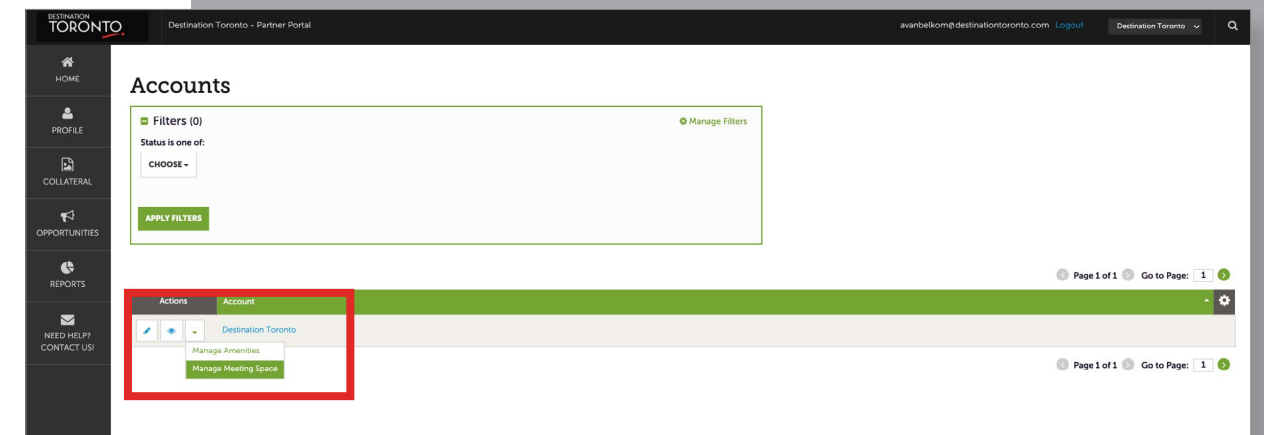 DESTINATION
TORONTO
Destination Toronto - Partner Portal
avanbelkom@destinationtoronto.com Logout
Destination Toronto
HOME
PROFILE
COLLATERAL
OPPORTUNITIES
REPORTS
NEED HELP?
CONTACT US!
Accounts
Filters (0)
Manage Filters
Status is one of:
CHOOSE
APPLY FILTERS
Page 1 of 1 Go to Page: 1
Actions Account
Destination Toronto
Manage Amenities
Manage Meeting Space
Page 1 of 1 Go to Page: 1